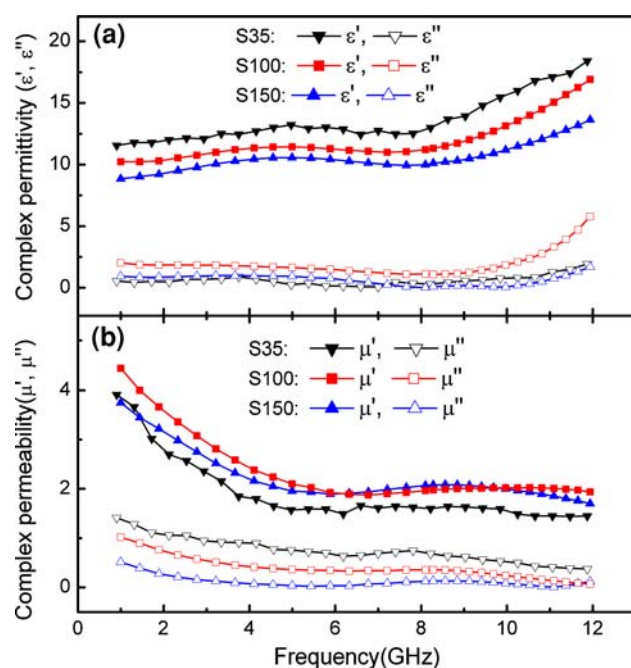 (a)
S35: ε', ε"
S100: ε', ε"
S150: ε', ε"
Complex permittivity (ε', ε")
20
15
10
5
0
(b)
S35: μ', μ"
S100: μ' μ"
S150: μ', μ"
Complex permeability(μ', μ")
4
2
0
0 2 4 6 8 10 12
Frequency(GHz)